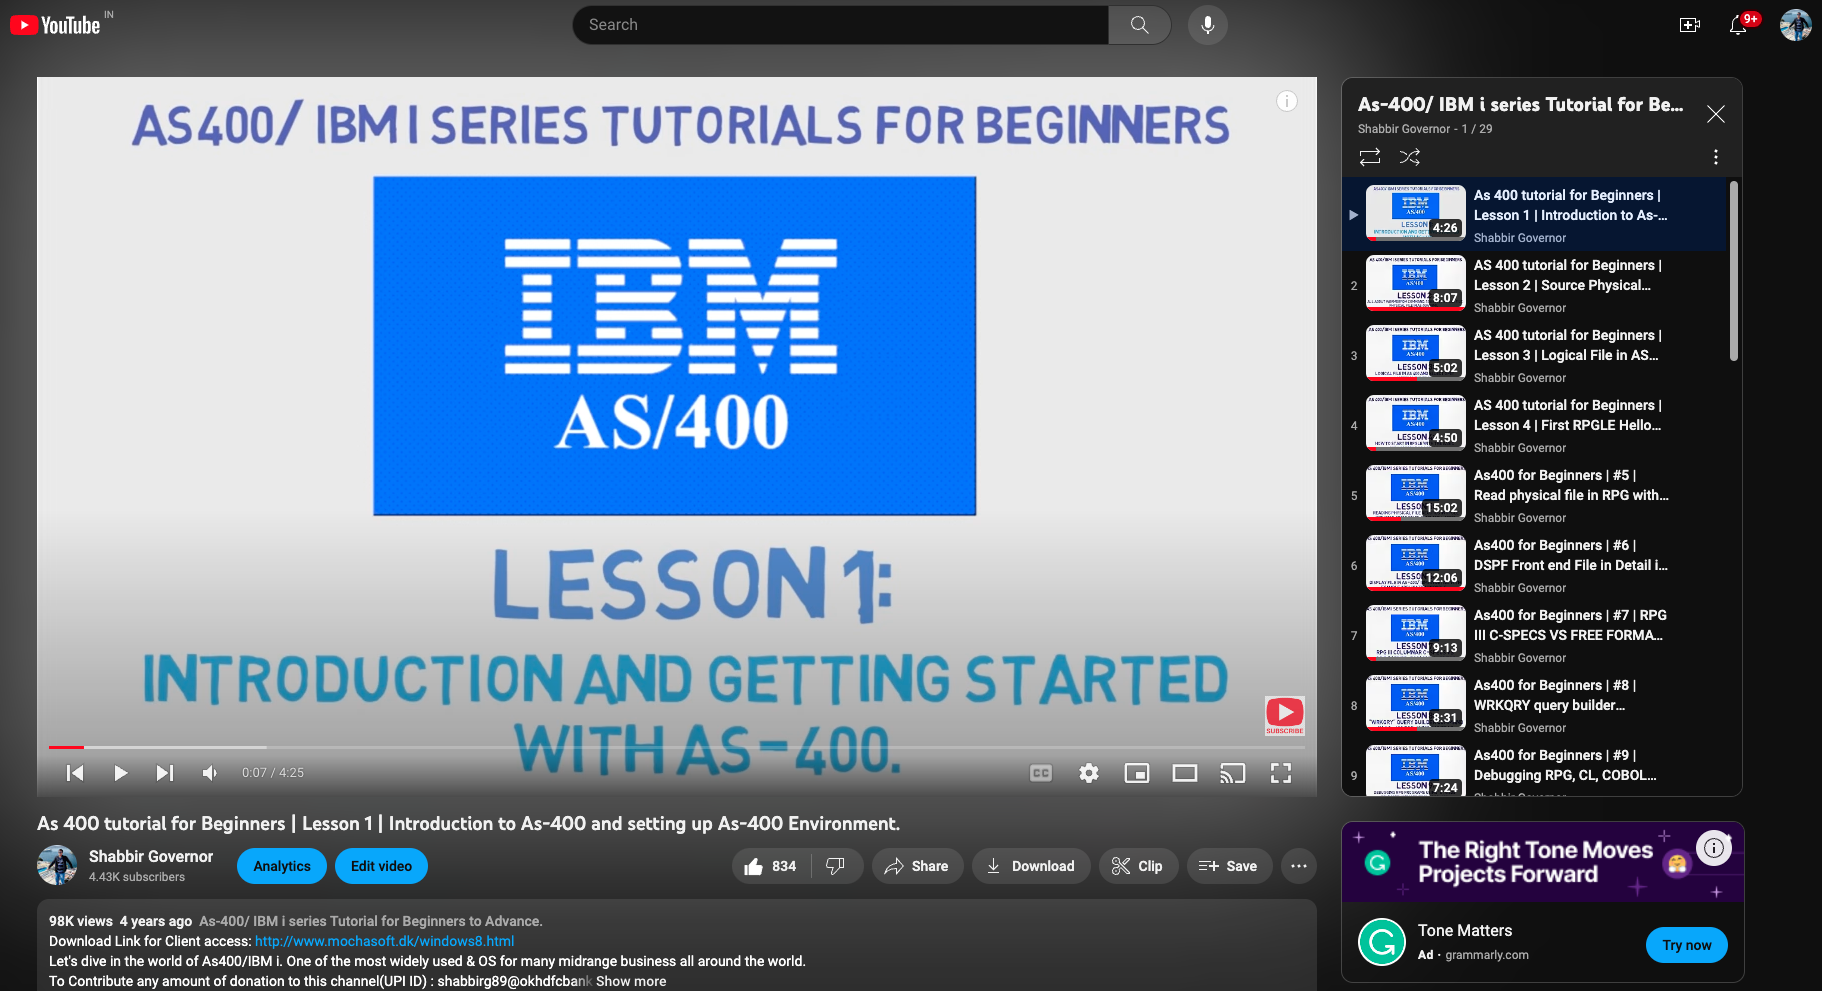 YouTube IN
Search
9+
AS400/ IBM I SERIES TUTORIALS FOR BEGINNERS
IBM
AS/400
LESSON 1:
INTRODUCTION AND GETTING STARTED
WITH AS-400.
SUBSCRIBE
0:07 / 4:25
CC
As 400 tutorial for Beginners | Lesson 1 | Introduction to As-400 and setting up As-400 Environment.
Shabbir Governor
4.43K subscribers
Analytics
Edit video
834
Share
Download
Clip
Save
98K views 4 years ago As-400/ IBM i series Tutorial for Beginners to Advance.
Download Link for Client access: http://www.mochasoft.dk/windows8.html
Let's dive in the world of As400/IBM i. One of the most widely used & OS for many midrange business all around the world.
To Contribute any amount of donation to this channel(UPI ID) : shabbirg89@okhdfcbank Show more
As-400/ IBM i series Tutorial for Be...
Shabbir Governor - 1 / 29
4:26
As 400 tutorial for Beginners |
Lesson 1 | Introduction to As-...
Shabbir Governor
2
8:07
AS 400 tutorial for Beginners |
Lesson 2 | Source Physical...
Shabbir Governor
3
5:02
AS 400 tutorial for Beginners |
Lesson 3 | Logical File in AS...
Shabbir Governor
4
4:50
AS 400 tutorial for Beginners |
Lesson 4 | First RPGLE Hello...
Shabbir Governor
5
15:02
As400 for Beginners | #5 |
Read physical file in RPG with...
Shabbir Governor
6
12:06
As400 for Beginners | #6 |
DSPF Front end File in Detail i...
Shabbir Governor
7
9:13
As400 for Beginners | #7 | RPG
III C-SPECS VS FREE FORMA...
Shabbir Governor
8
8:31
As400 for Beginners | #8 |
WRKQRY query builder...
Shabbir Governor
9
7:24
As400 for Beginners | #9 |
Debugging RPG, CL, COBOL...
The Right Tone Moves
Projects Forward
Tone Matters
Ad · grammarly.com
Try now